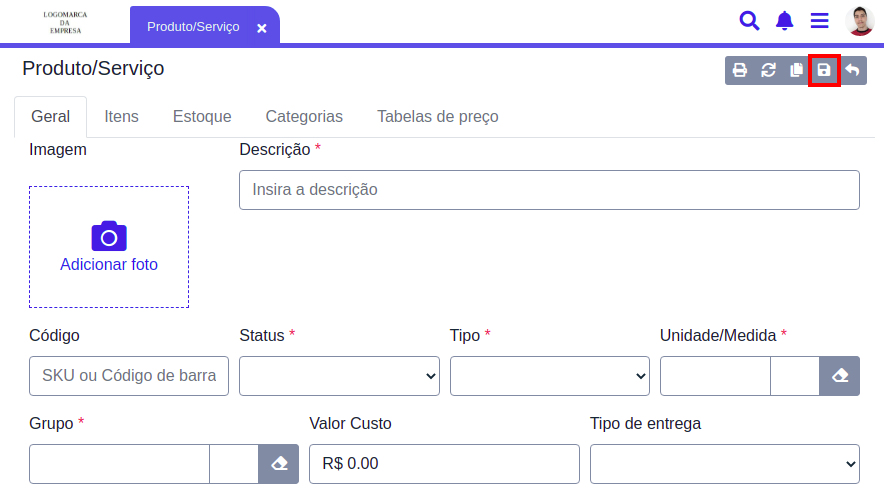 LOGOMARCA
DA
EMPRESA
Produto/Serviço
Produto/Serviço
Geral Itens Estoque Categorias Tabelas de preço
Imagem Descrição *
Insira a descrição
Adicionar foto
Código Status * Tipo * Unidade/Medida *
SKU ou Código de barra
Grupo * Valor Custo Tipo de entrega
R$ 0.00